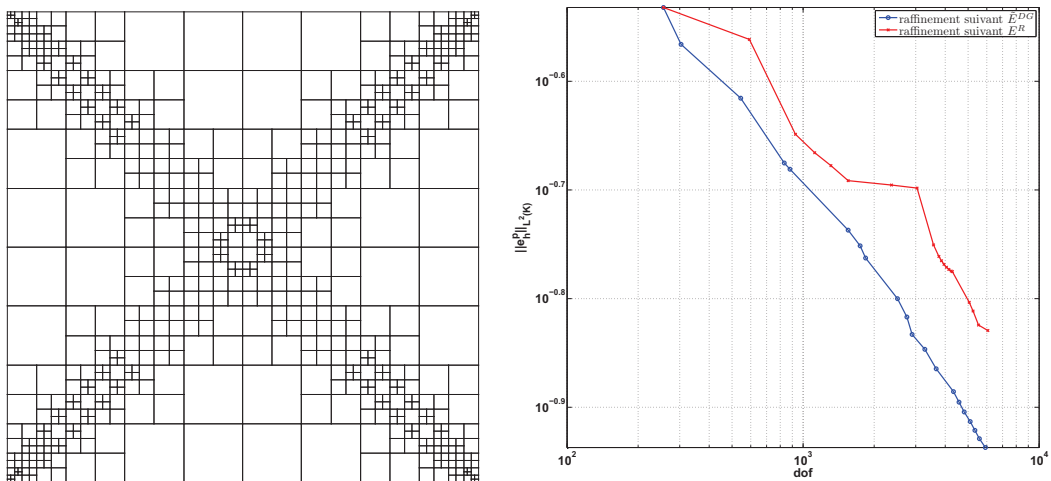 raffinement suivant Ẽ^{DG}
raffinement suivant E^{R}
10^{−0.6}
10^{−0.7}
10^{−0.8}
10^{−0.9}
||e_h^p||_{L^2(K)}
10^2
10^3
10^4
dof